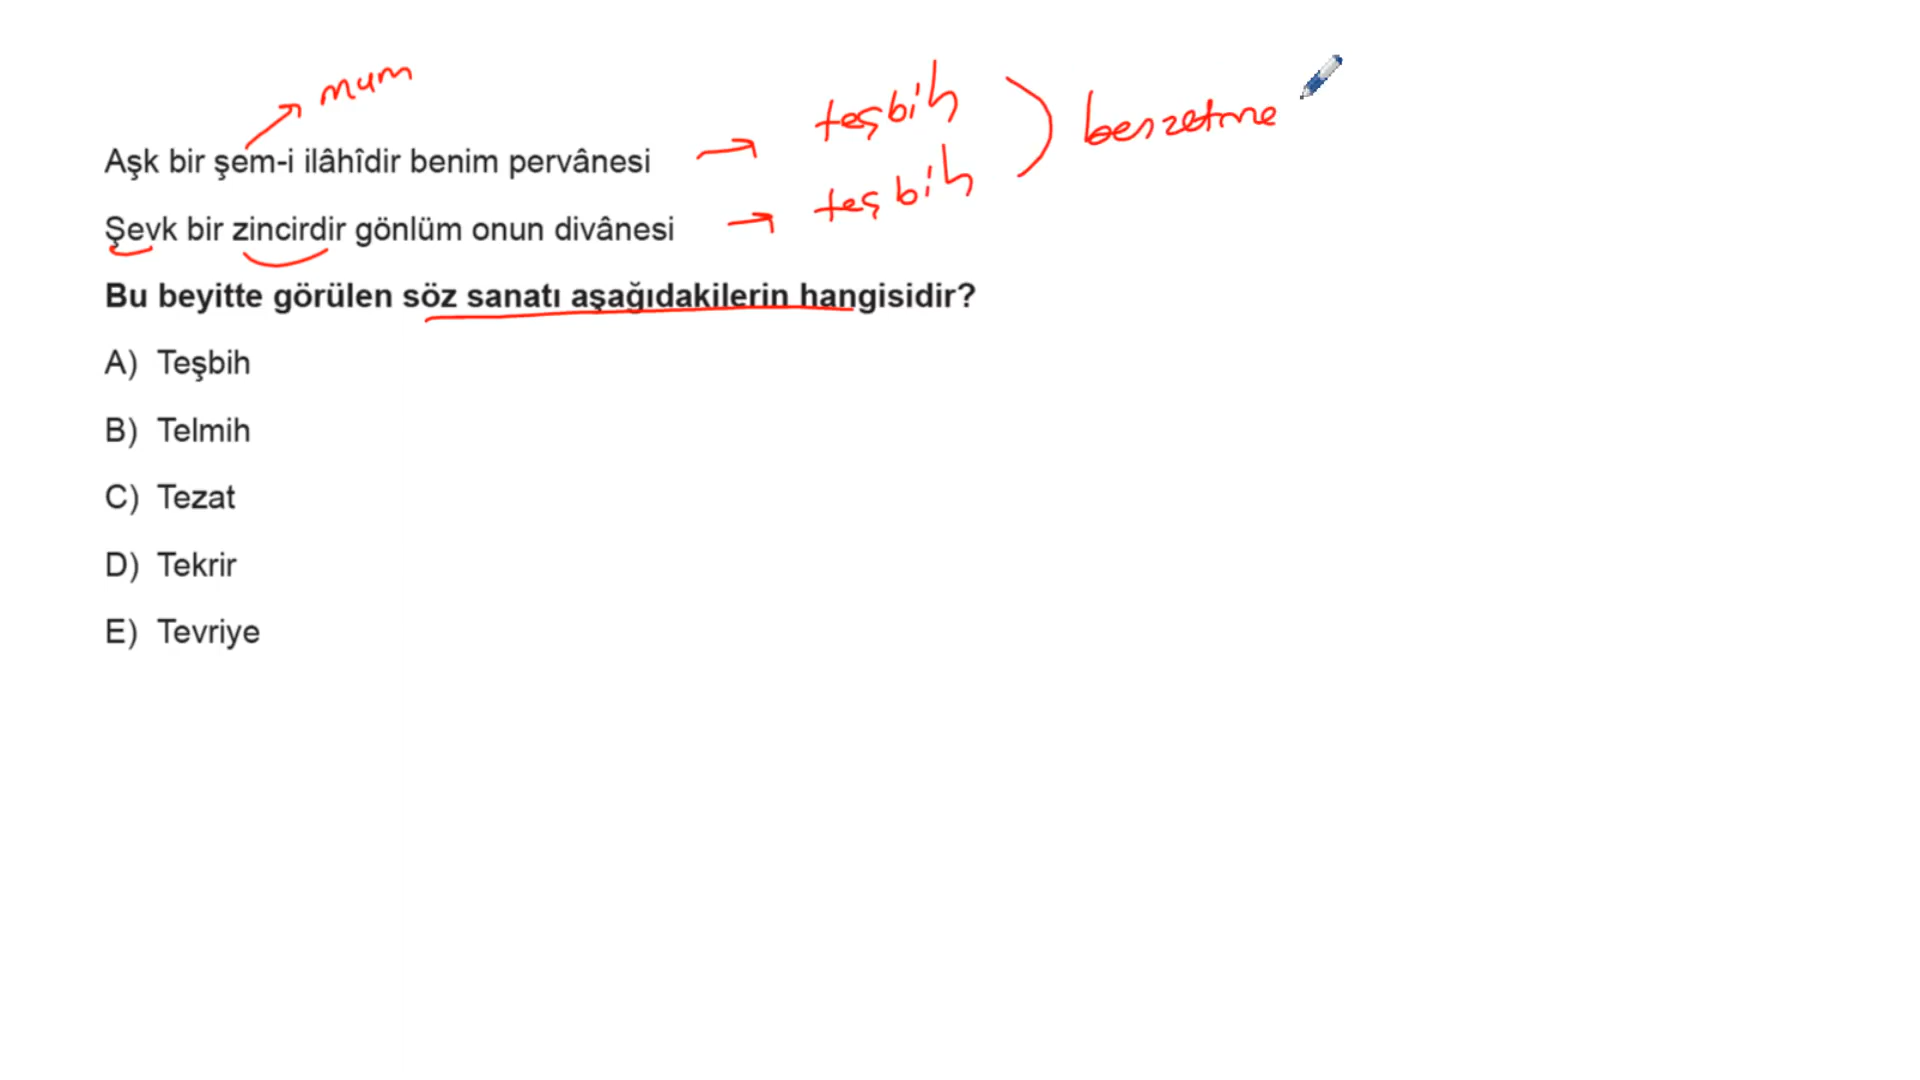 mum
Aşk bir şem-i ilâhîdir benim pervânesi → teşbih
Şevk bir zincirdir gönlüm onun divânesi → teşbih
) benzetme
Bu beyitte görülen söz sanatı aşağıdakilerin hangisidir?
A) Teşbih
B) Telmih
C) Tezat
D) Tekrir
E) Tevriye